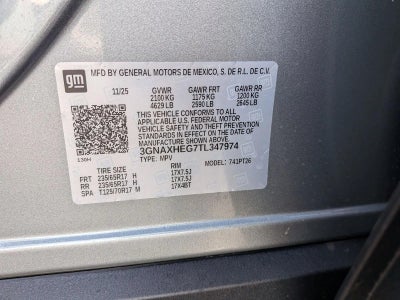 gm
MFD BY GENERAL MOTORS DE MEXICO, S. DE R.L. DE C.V.
11/25 GVWR GAWR FRT GAWR RR
2100 KG 1175 KG 1200 KG
4629 LB 2590 LB 2645 LB
THIS VEHICLE CONFORMS TO ALL
APPLICABLE U.S. FEDERAL MOTOR
VEHICLE SAFETY AND THEFT PREVENTION
STANDARDS IN EFFECT ON THE DATE OF
MANUFACTURE SHOWN ABOVE.
3GNAXHEG7TL347974
TYPE: MPV MODEL: 741PT26
TIRE SIZE RIM
FRT 235/65R17 H 17X7.5J
RR 235/65R17 H 17X7.5J
SPA T125/70R17 M 17X4BT